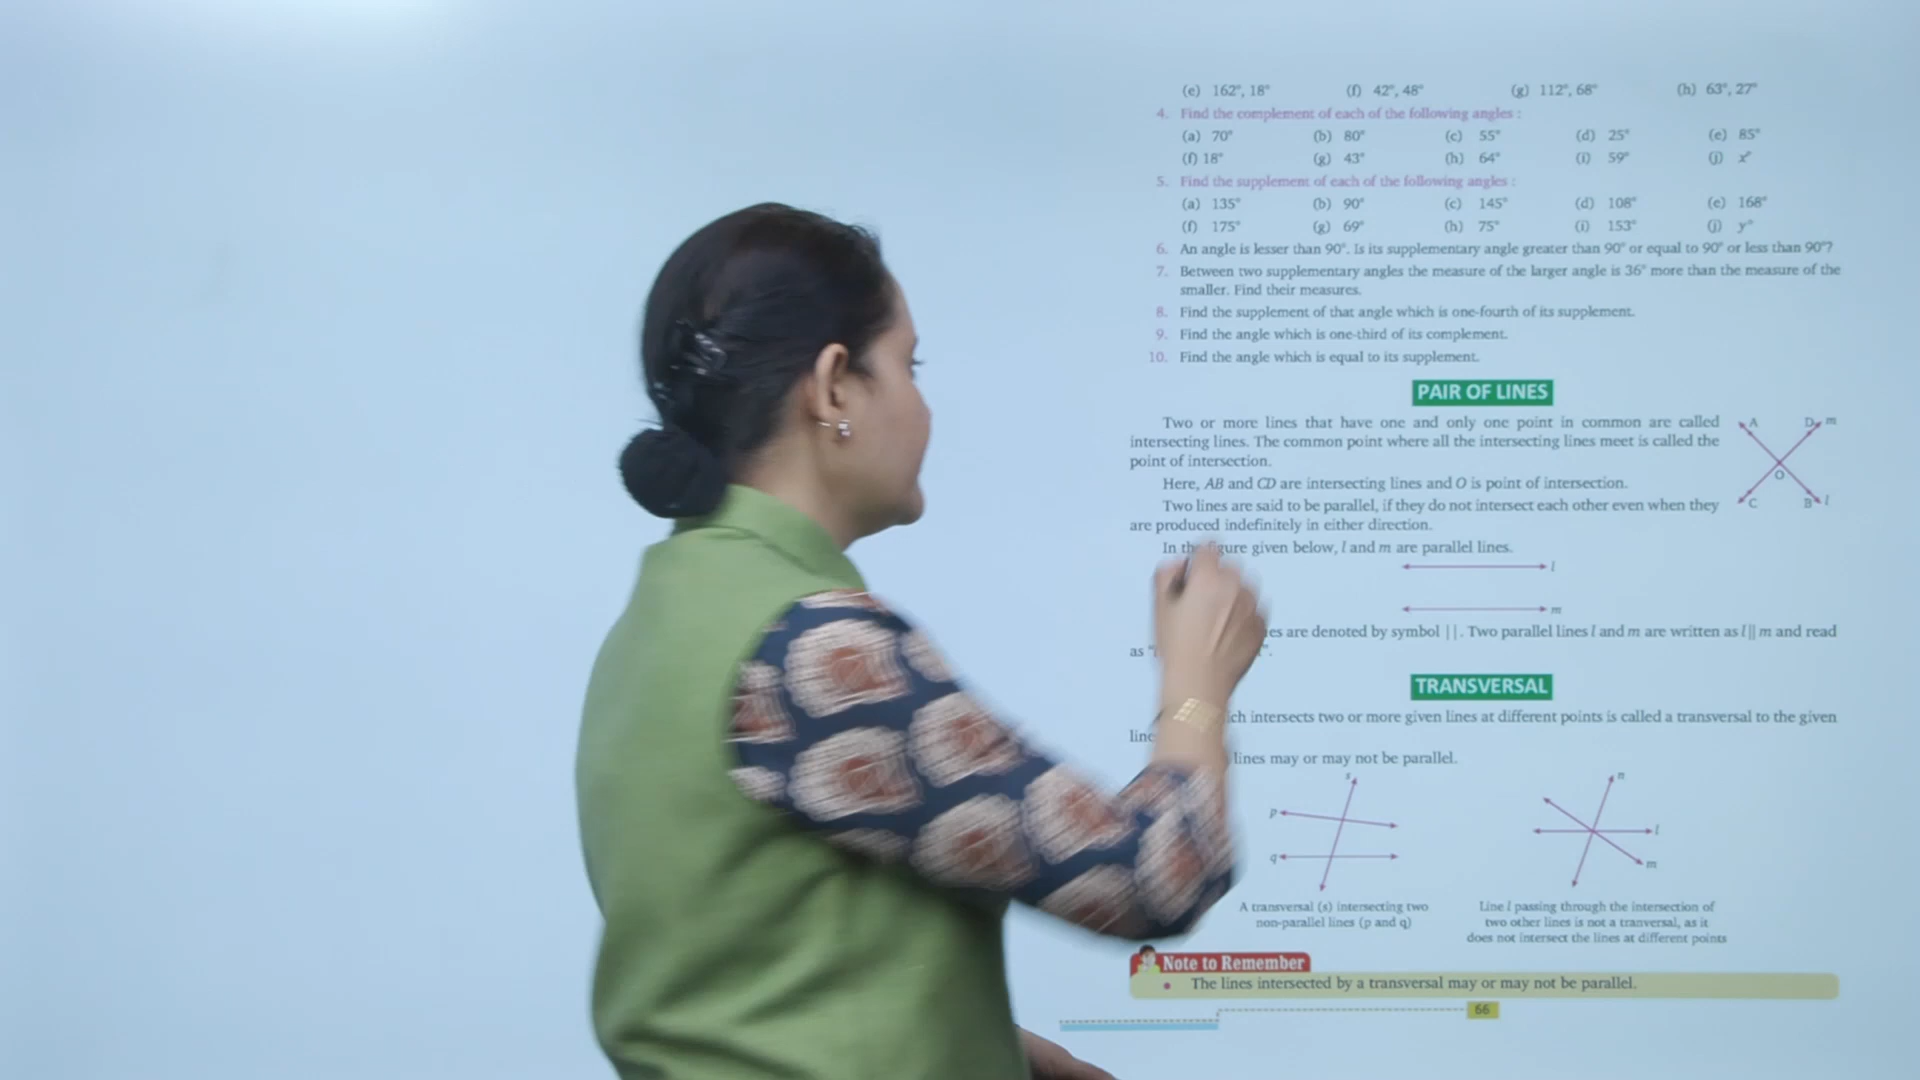 (e) 162°, 18° (f) 42°, 48° (g) 112°, 68° (h) 63°, 27°
4. Find the complement of each of the following angles :
(a) 70° (b) 80° (c) 55° (d) 25° (e) 85°
(f) 18° (g) 43° (h) 64° (i) 59° (j) x°
5. Find the supplement of each of the following angles :
(a) 135° (b) 90° (c) 145° (d) 108° (e) 168°
(f) 175° (g) 69° (h) 75° (i) 153° (j) y°
6. An angle is lesser than 90°. Is its supplementary angle greater than 90° or equal to 90° or less than 90°?
7. Between two supplementary angles the measure of the larger angle is 36° more than the measure of the
smaller. Find their measures.
8. Find the supplement of that angle which is one-fourth of its supplement.
9. Find the angle which is one-third of its complement.
10. Find the angle which is equal to its supplement.
PAIR OF LINES
Two or more lines that have one and only one point in common are called
intersecting lines. The common point where all the intersecting lines meet is called the
point of intersection.
A D m
O
C B l
Here, AB and CD are intersecting lines and O is point of intersection.
Two lines are said to be parallel, if they do not intersect each other even when they
are produced indefinitely in either direction.
In the figure given below, l and m are parallel lines.
l
m
are denoted by symbol ||. Two parallel lines l and m are written as l || m and read
as
TRANSVERSAL
intersects two or more given lines at different points is called a transversal to the given
lines may or may not be parallel.
s
p
q
n
l
m
A transversal (s) intersecting two
non-parallel lines (p and q)
Line l passing through the intersection of
two other lines is not a tranversal, as it
does not intersect the lines at different points
Note to Remember
• The lines intersected by a transversal may or may not be parallel.
66